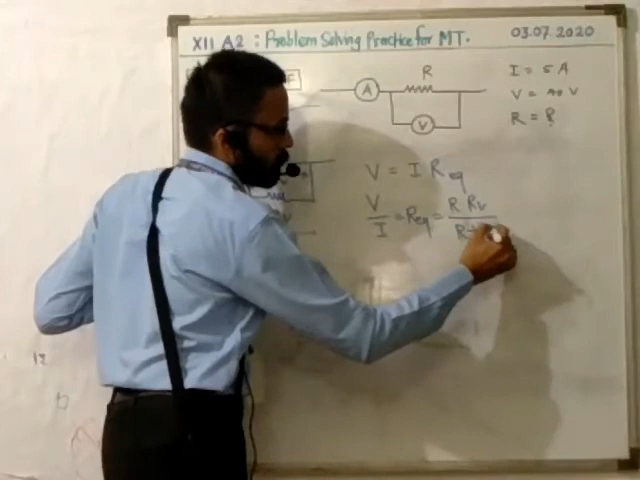 XII A2 : Problem Solving Practice for MT. 03.07.2020
R
A
V
I = 5 A
V = 40 V
R = ?
V = I Req
V/I = Req = R Rv / R+